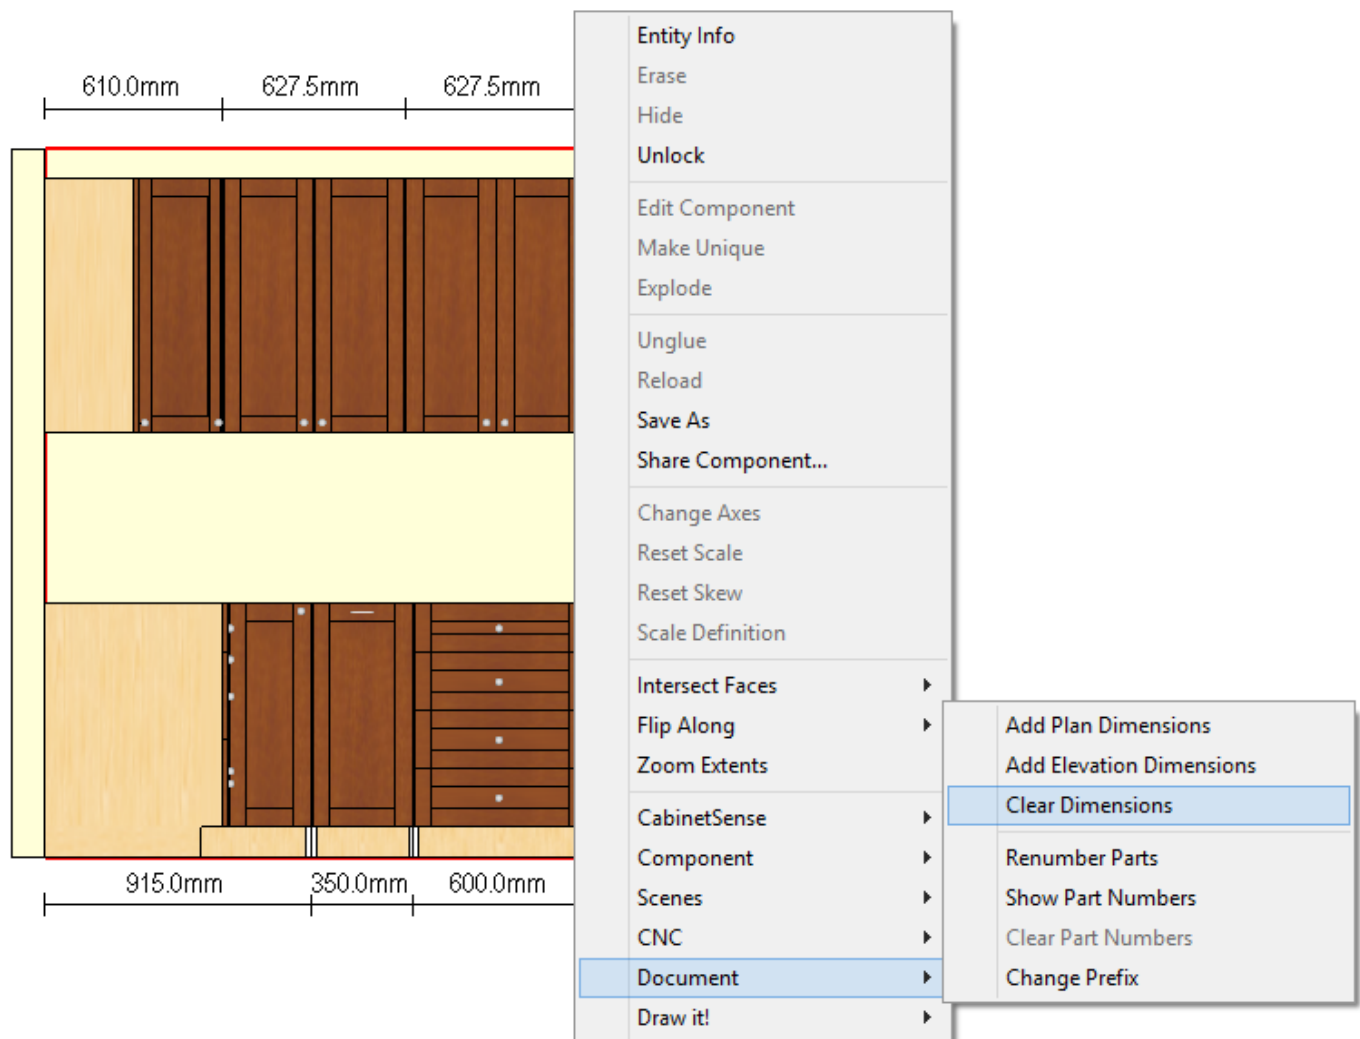 610.0mm 627.5mm 627.5mm
915.0mm 350.0mm 600.0mm
Entity Info
Erase
Hide
Unlock
Edit Component
Make Unique
Explode
Unglue
Reload
Save As
Share Component...
Change Axes
Reset Scale
Reset Skew
Scale Definition
Intersect Faces
Flip Along
Zoom Extents
CabinetSense
Component
Scenes
CNC
Document
Draw it!
Add Plan Dimensions
Add Elevation Dimensions
Clear Dimensions
Renumber Parts
Show Part Numbers
Clear Part Numbers
Change Prefix